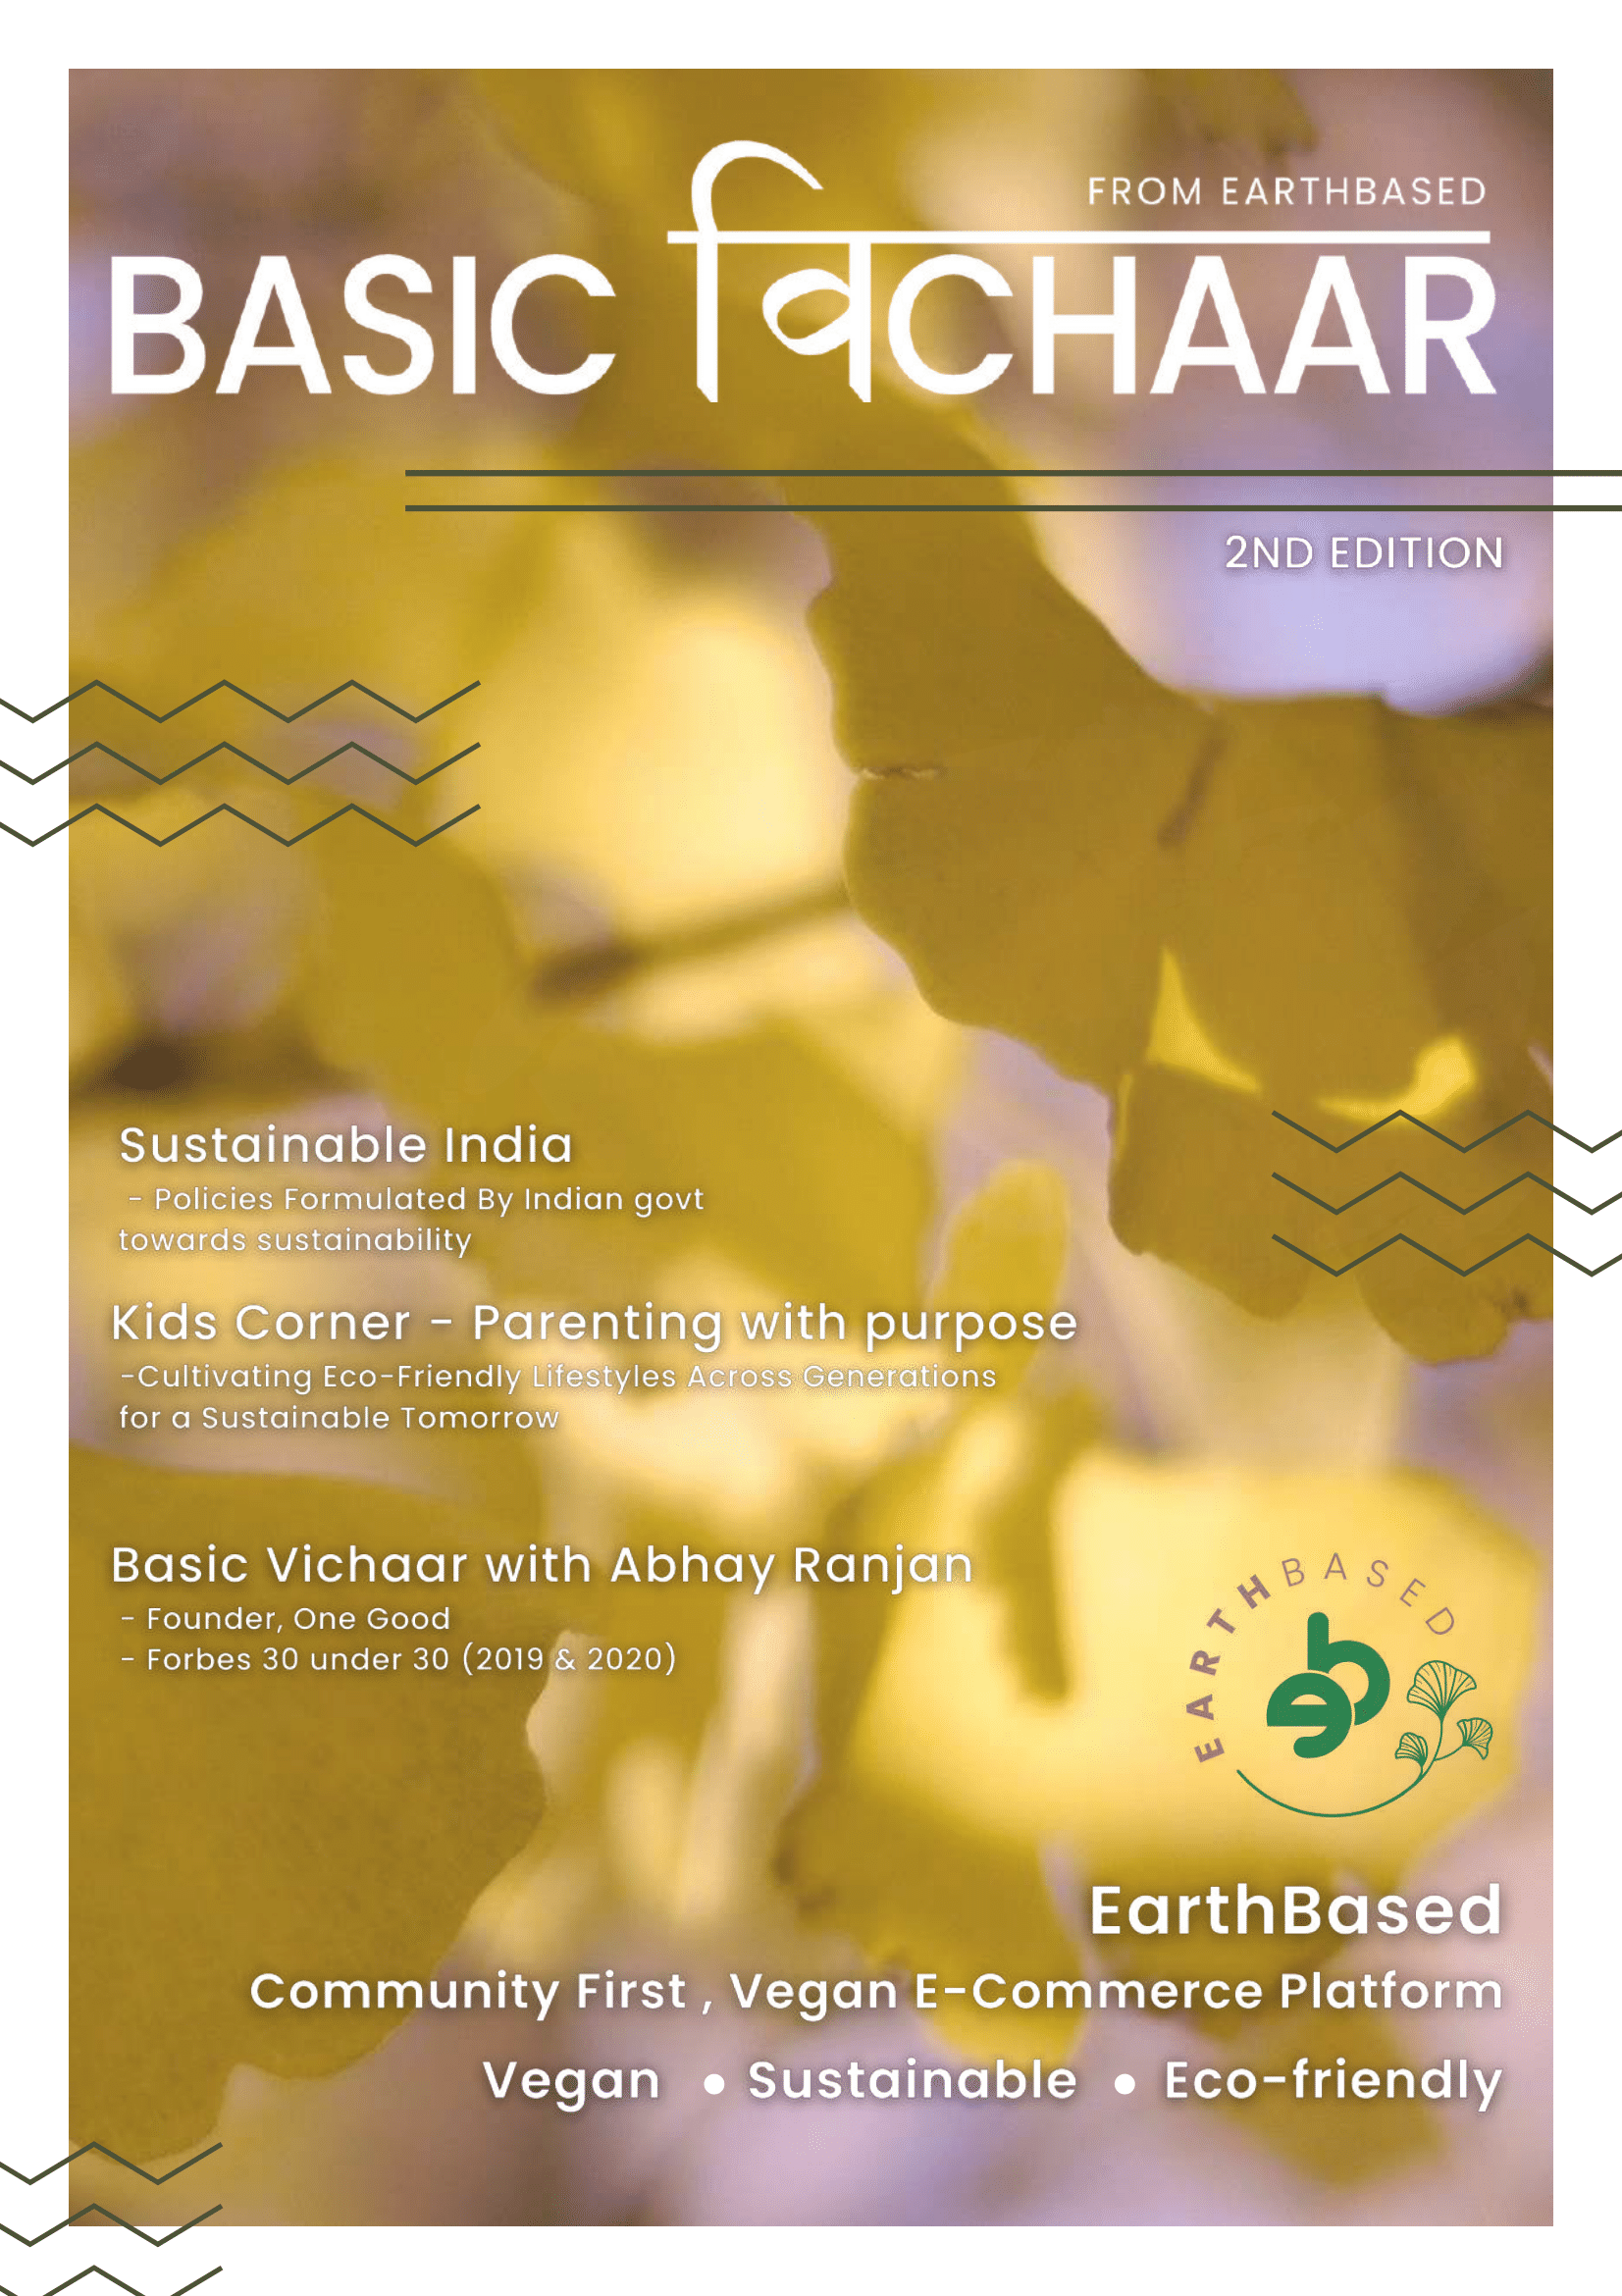 FROM EARTHBASED
BASIC विCHAAR
2ND EDITION
Sustainable India
- Policies Formulated By Indian govt
towards sustainability
Kids Corner - Parenting with purpose
-Cultivating Eco-Friendly Lifestyles Across Generations
for a Sustainable Tomorrow
Basic Vichaar with Abhay Ranjan
- Founder, One Good
- Forbes 30 under 30 (2019 & 2020)
EARTHBASED
eb
EarthBased
Community First , Vegan E-Commerce Platform
Vegan • Sustainable • Eco-friendly